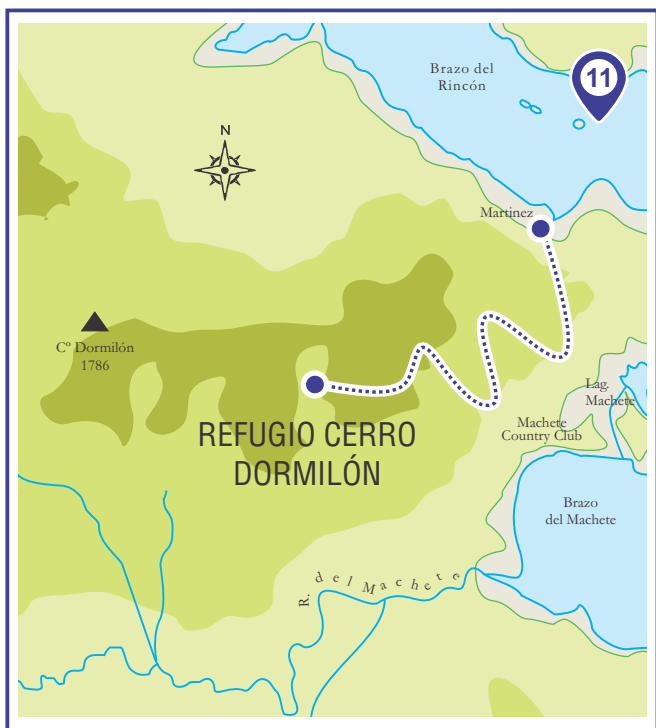 Brazo del
Rincón
11
N
Martinez
Cº Dormilón
1786
Lag.
Machete
REFUGIO CERRO
DORMILÓN
Machete
Country Club
Brazo
del Machete
R. del Machete